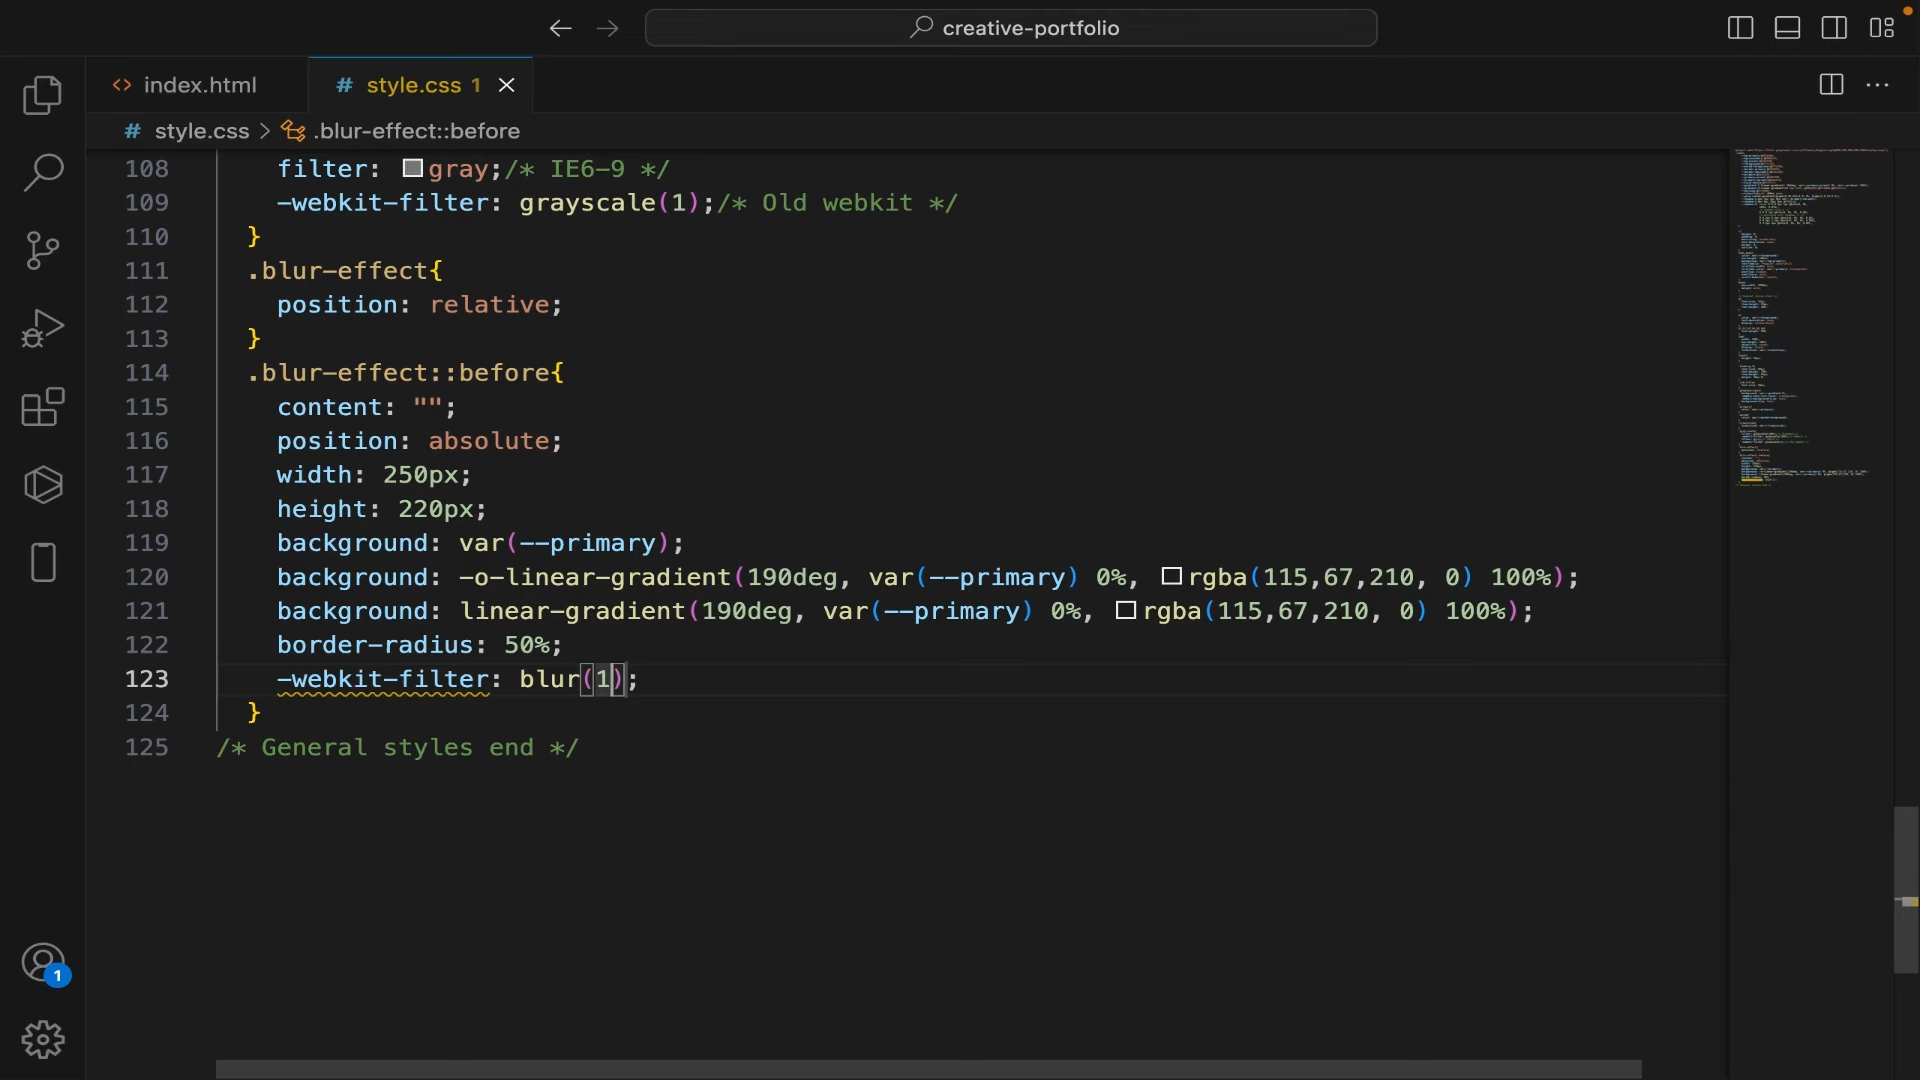 creative-portfolio
index.html
# style.css 1
# style.css > .blur-effect::before
108 filter: gray;/* IE6-9 */
109 -webkit-filter: grayscale(1);/* Old webkit */
110 }
111 .blur-effect{
112 position: relative;
113 }
114 .blur-effect::before{
115 content: "";
116 position: absolute;
117 width: 250px;
118 height: 220px;
119 background: var(--primary);
120 background: -o-linear-gradient(190deg, var(--primary) 0%, rgba(115,67,210, 0) 100%);
121 background: linear-gradient(190deg, var(--primary) 0%, rgba(115,67,210, 0) 100%);
122 border-radius: 50%;
123 -webkit-filter: blur(1);
124 }
125 /* General styles end */
1